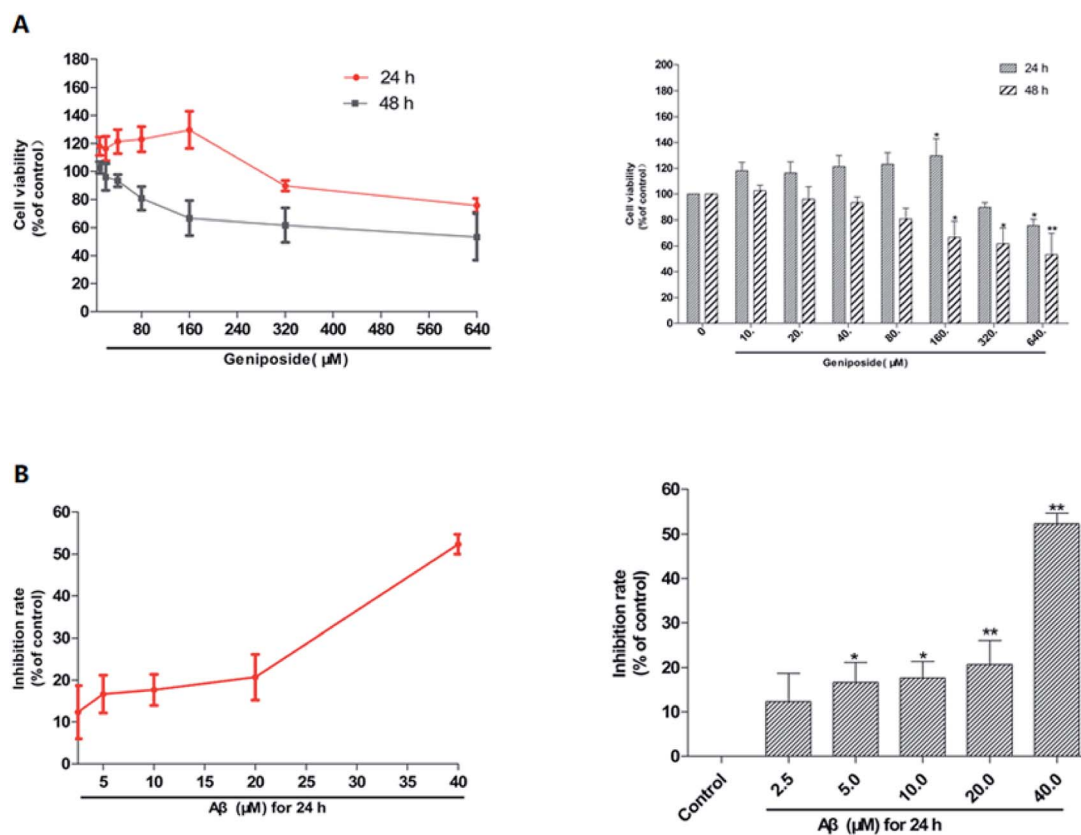 A
180
160
140
120
100
80
60
40
20
0
Cell viability
(% of control)
24 h
48 h
80 160 240 320 400 480 560 640
Geniposide( μM)
200
180
160
140
120
100
80
60
40
20
0
Cell viability
(% of control)
24 h
48 h
* * * * **
0 10. 20. 40. 80. 160. 320. 640.
Geniposide(μM)
B
60
50
40
30
20
10
0
Inhibition rate
(% of control)
5 10 15 20 25 30 35 40
Aβ (μM) for 24 h
60
50
40
30
20
10
0
Inhibition rate
(% of control)
* * ** **
Control 2.5 5.0 10.0 20.0 40.0
Aβ (μM) for 24 h